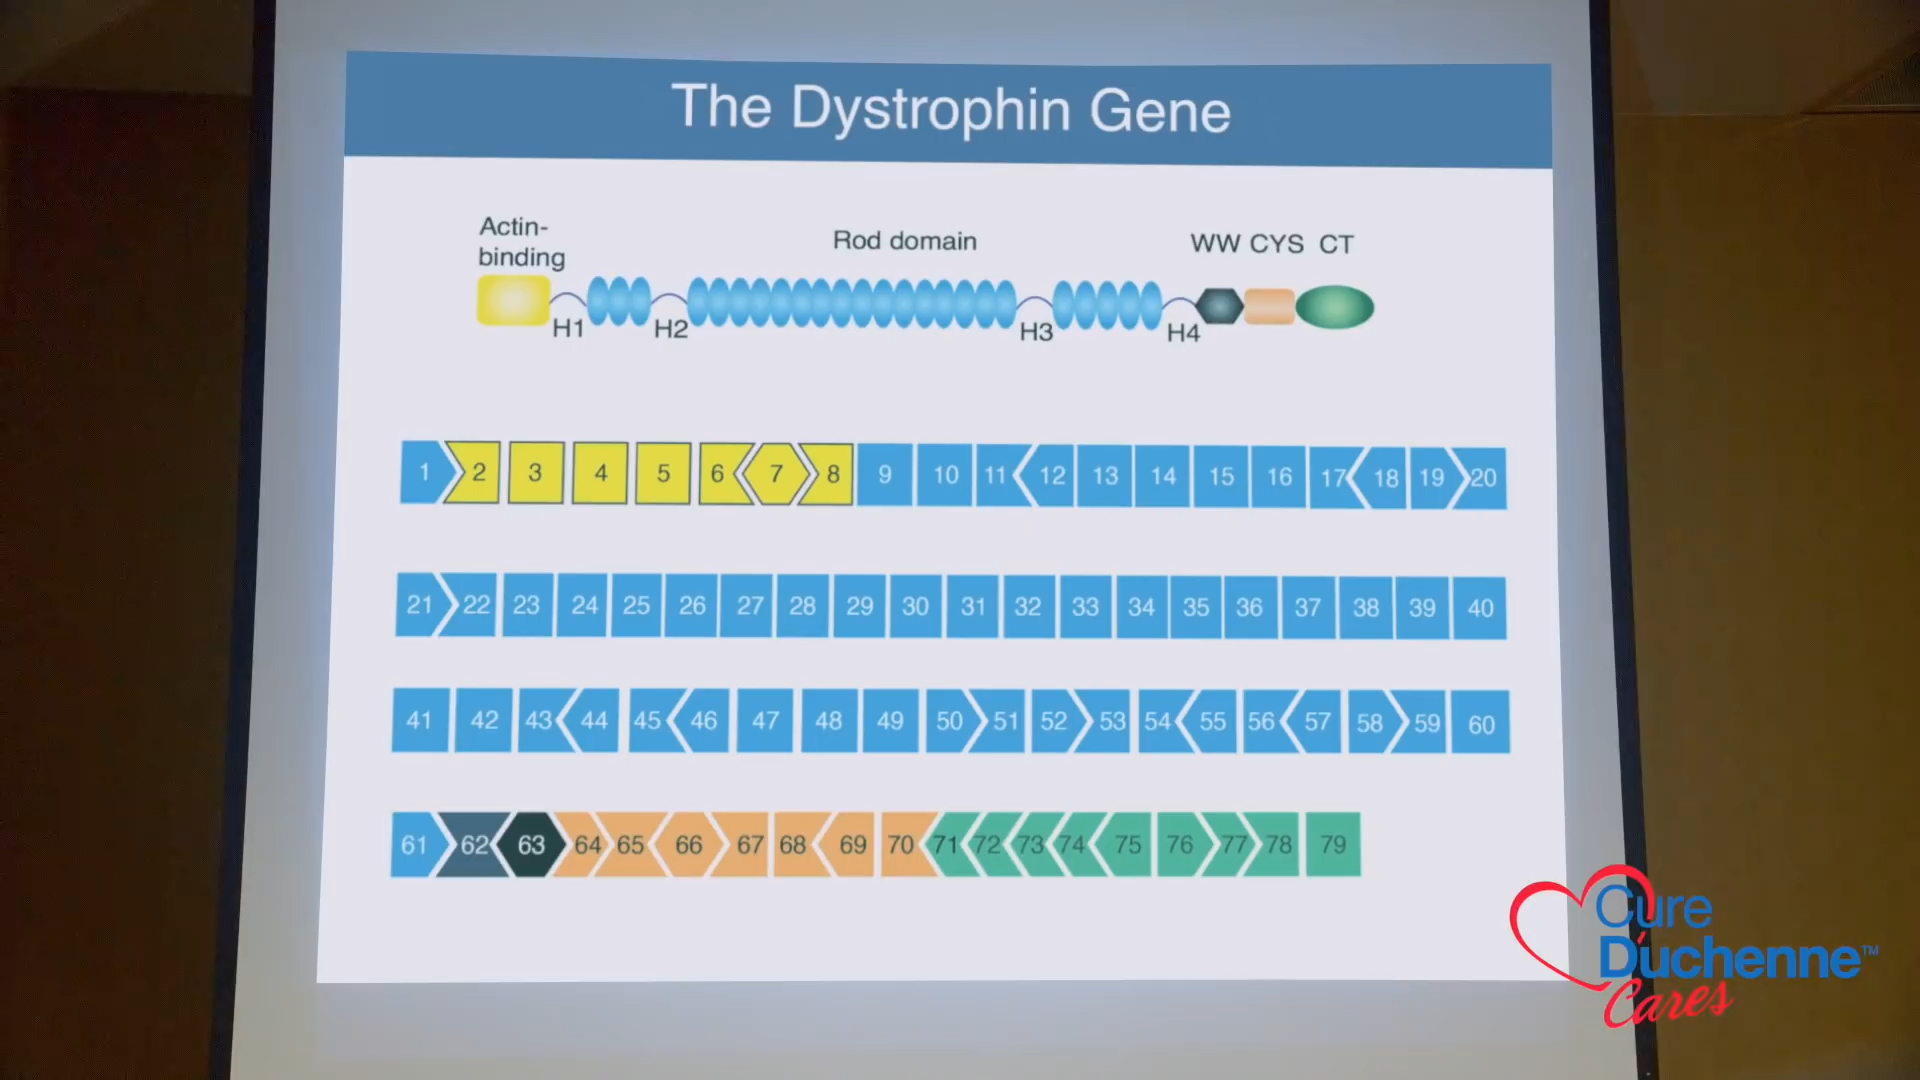 The Dystrophin Gene
Actin-
binding
Rod domain
WW CYS CT
H1 H2 H3 H4
1 2 3 4 5 6 7 8 9 10 11 12 13 14 15 16 17 18 19 20
21 22 23 24 25 26 27 28 29 30 31 32 33 34 35 36 37 38 39 40
41 42 43 44 45 46 47 48 49 50 51 52 53 54 55 56 57 58 59 60
61 62 63 64 65 66 67 68 69 70 71 72 73 74 75 76 77 78 79
Cure
Duchenne™
Cares